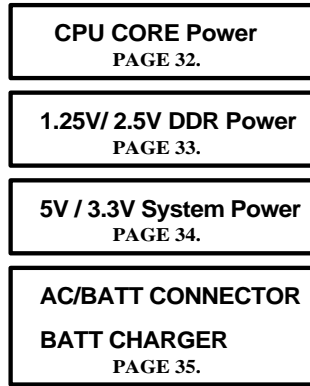 CPU CORE Power
PAGE 32.
1.25V/ 2.5V DDR Power
PAGE 33.
5V / 3.3V System Power
PAGE 34.
AC/BATT CONNECTOR
BATT CHARGER
PAGE 35.